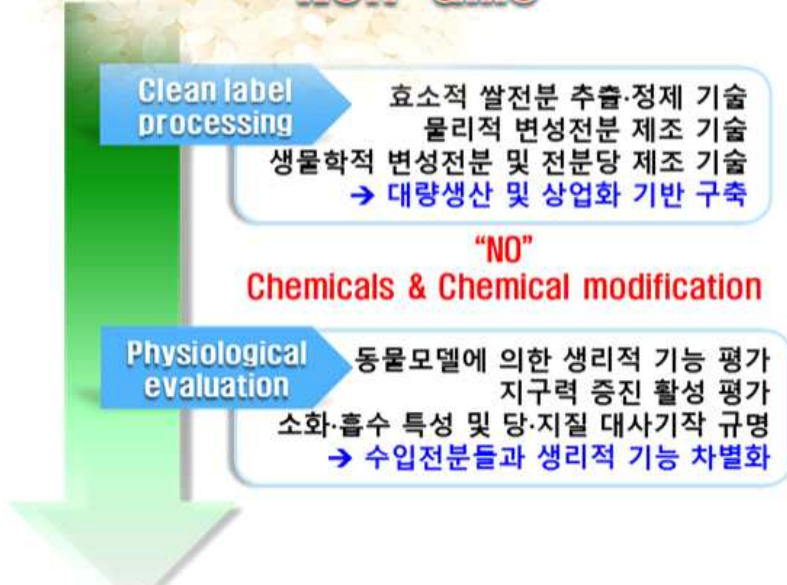 Clean label
processing
효소적 쌀전분 추출·정제 기술
물리적 변성전분 제조 기술
생물학적 변성전분 및 전분당 제조 기술
→ 대량생산 및 상업화 기반 구축
“NO”
Chemicals & Chemical modification
Physiological
evaluation
동물모델에 의한 생리적 기능 평가
지구력 증진 활성 평가
소화·흡수 특성 및 당·지질 대사기작 규명
→ 수입전분들과 생리적 기능 차별화